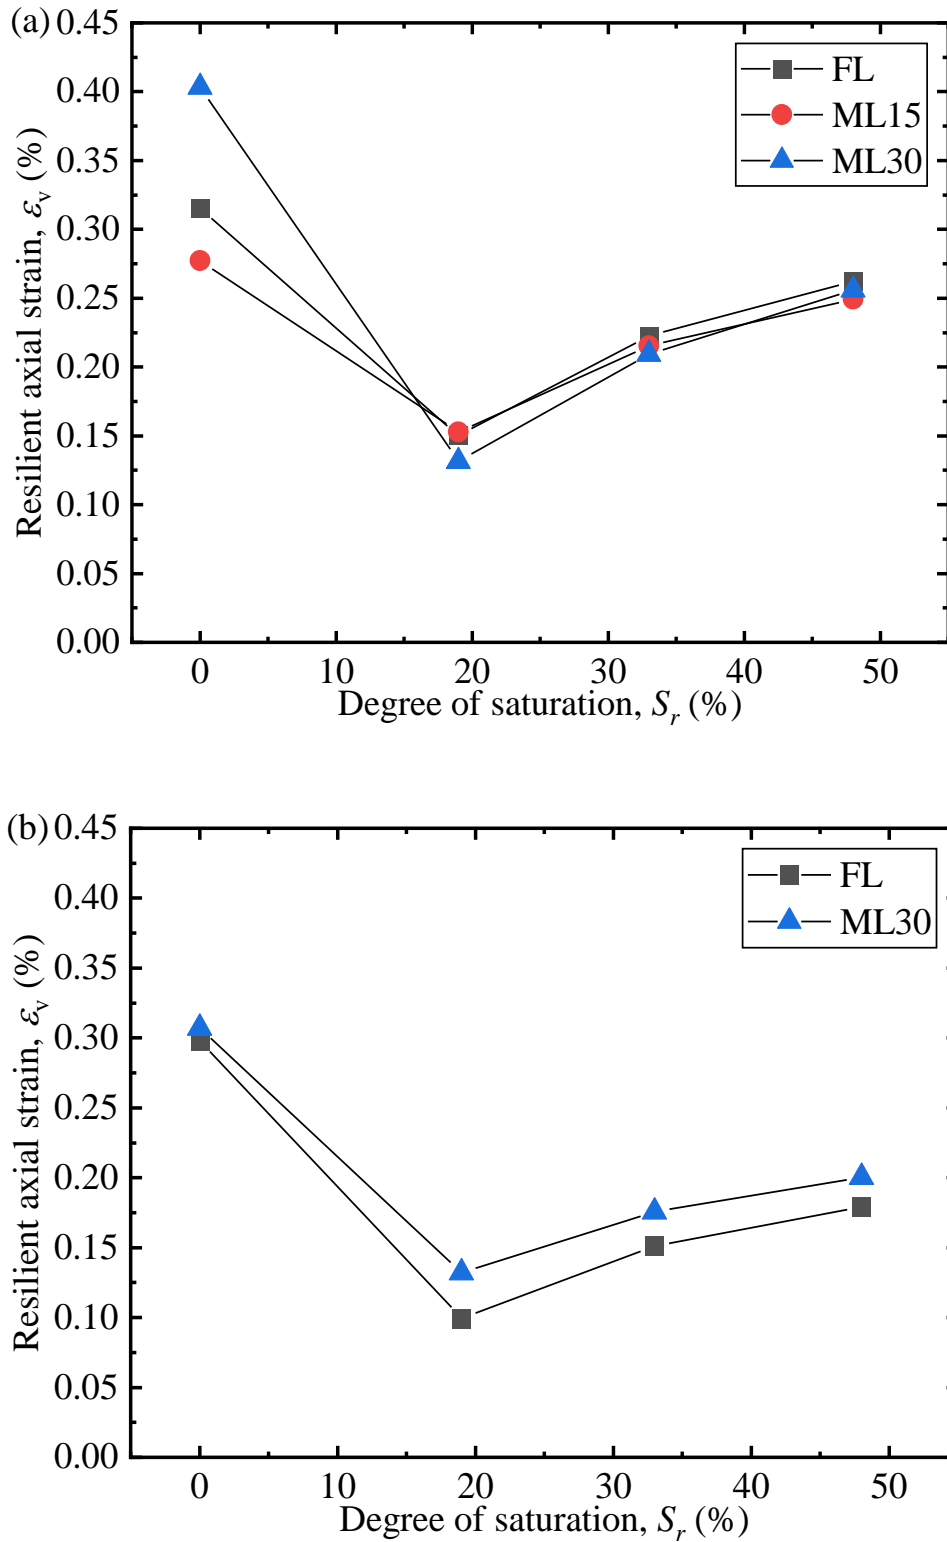 (a)
Resilient axial strain, εv (%)
0.45
0.40
0.35
0.30
0.25
0.20
0.15
0.10
0.05
0.00
FL
ML15
ML30
0 10 20 30 40 50
Degree of saturation, Sr (%)
(b)
Resilient axial strain, εv (%)
0.45
0.40
0.35
0.30
0.25
0.20
0.15
0.10
0.05
0.00
FL
ML30
0 10 20 30 40 50
Degree of saturation, Sr (%)